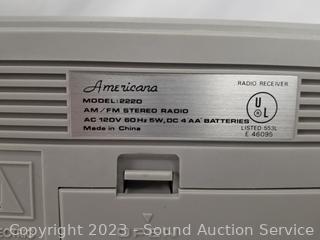 Americana
RADIO RECEIVER
MODEL: 2220
AM/FM STEREO RADIO
UL
AC 120V 60Hz 5W, DC 4 AA BATTERIES
Made in China
LISTED 553L
E 46095
OPEN
Copyright 2023 - Sound Auction Service